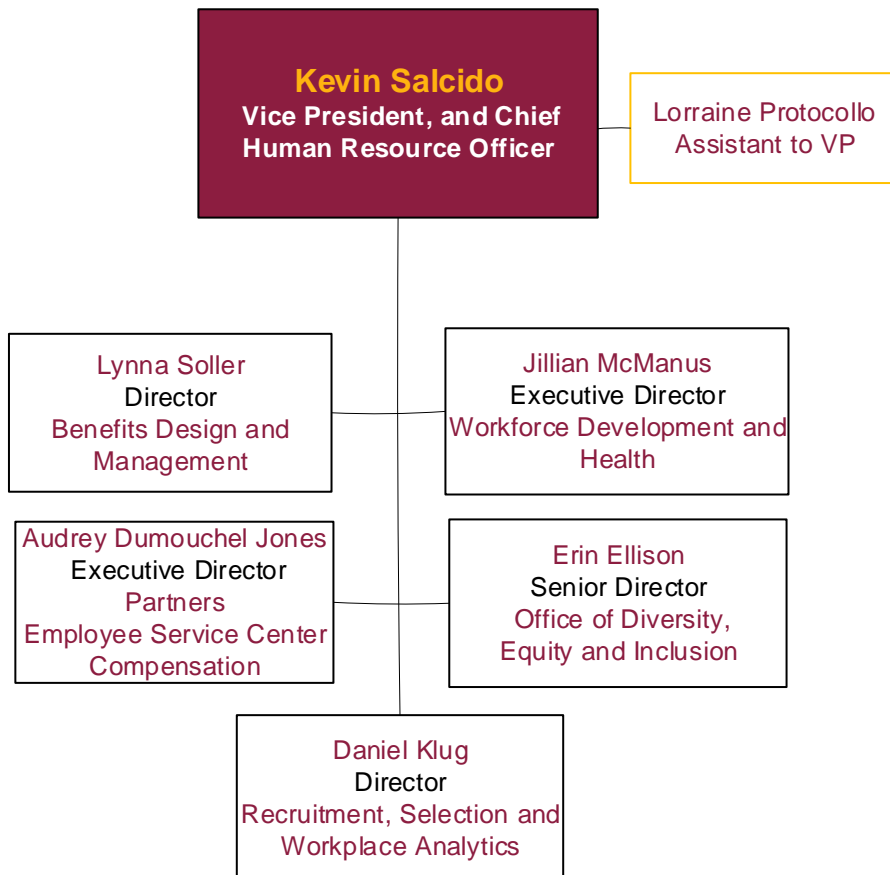 Kevin Salcido
Vice President, and Chief
Human Resource Officer
Lorraine Protocollo
Assistant to VP
Lynna Soller
Director
Benefits Design and
Management
Jillian McManus
Executive Director
Workforce Development and
Health
Audrey Dumouchel Jones
Executive Director
Partners
Employee Service Center
Compensation
Erin Ellison
Senior Director
Office of Diversity,
Equity and Inclusion
Daniel Klug
Director
Recruitment, Selection and
Workplace Analytics